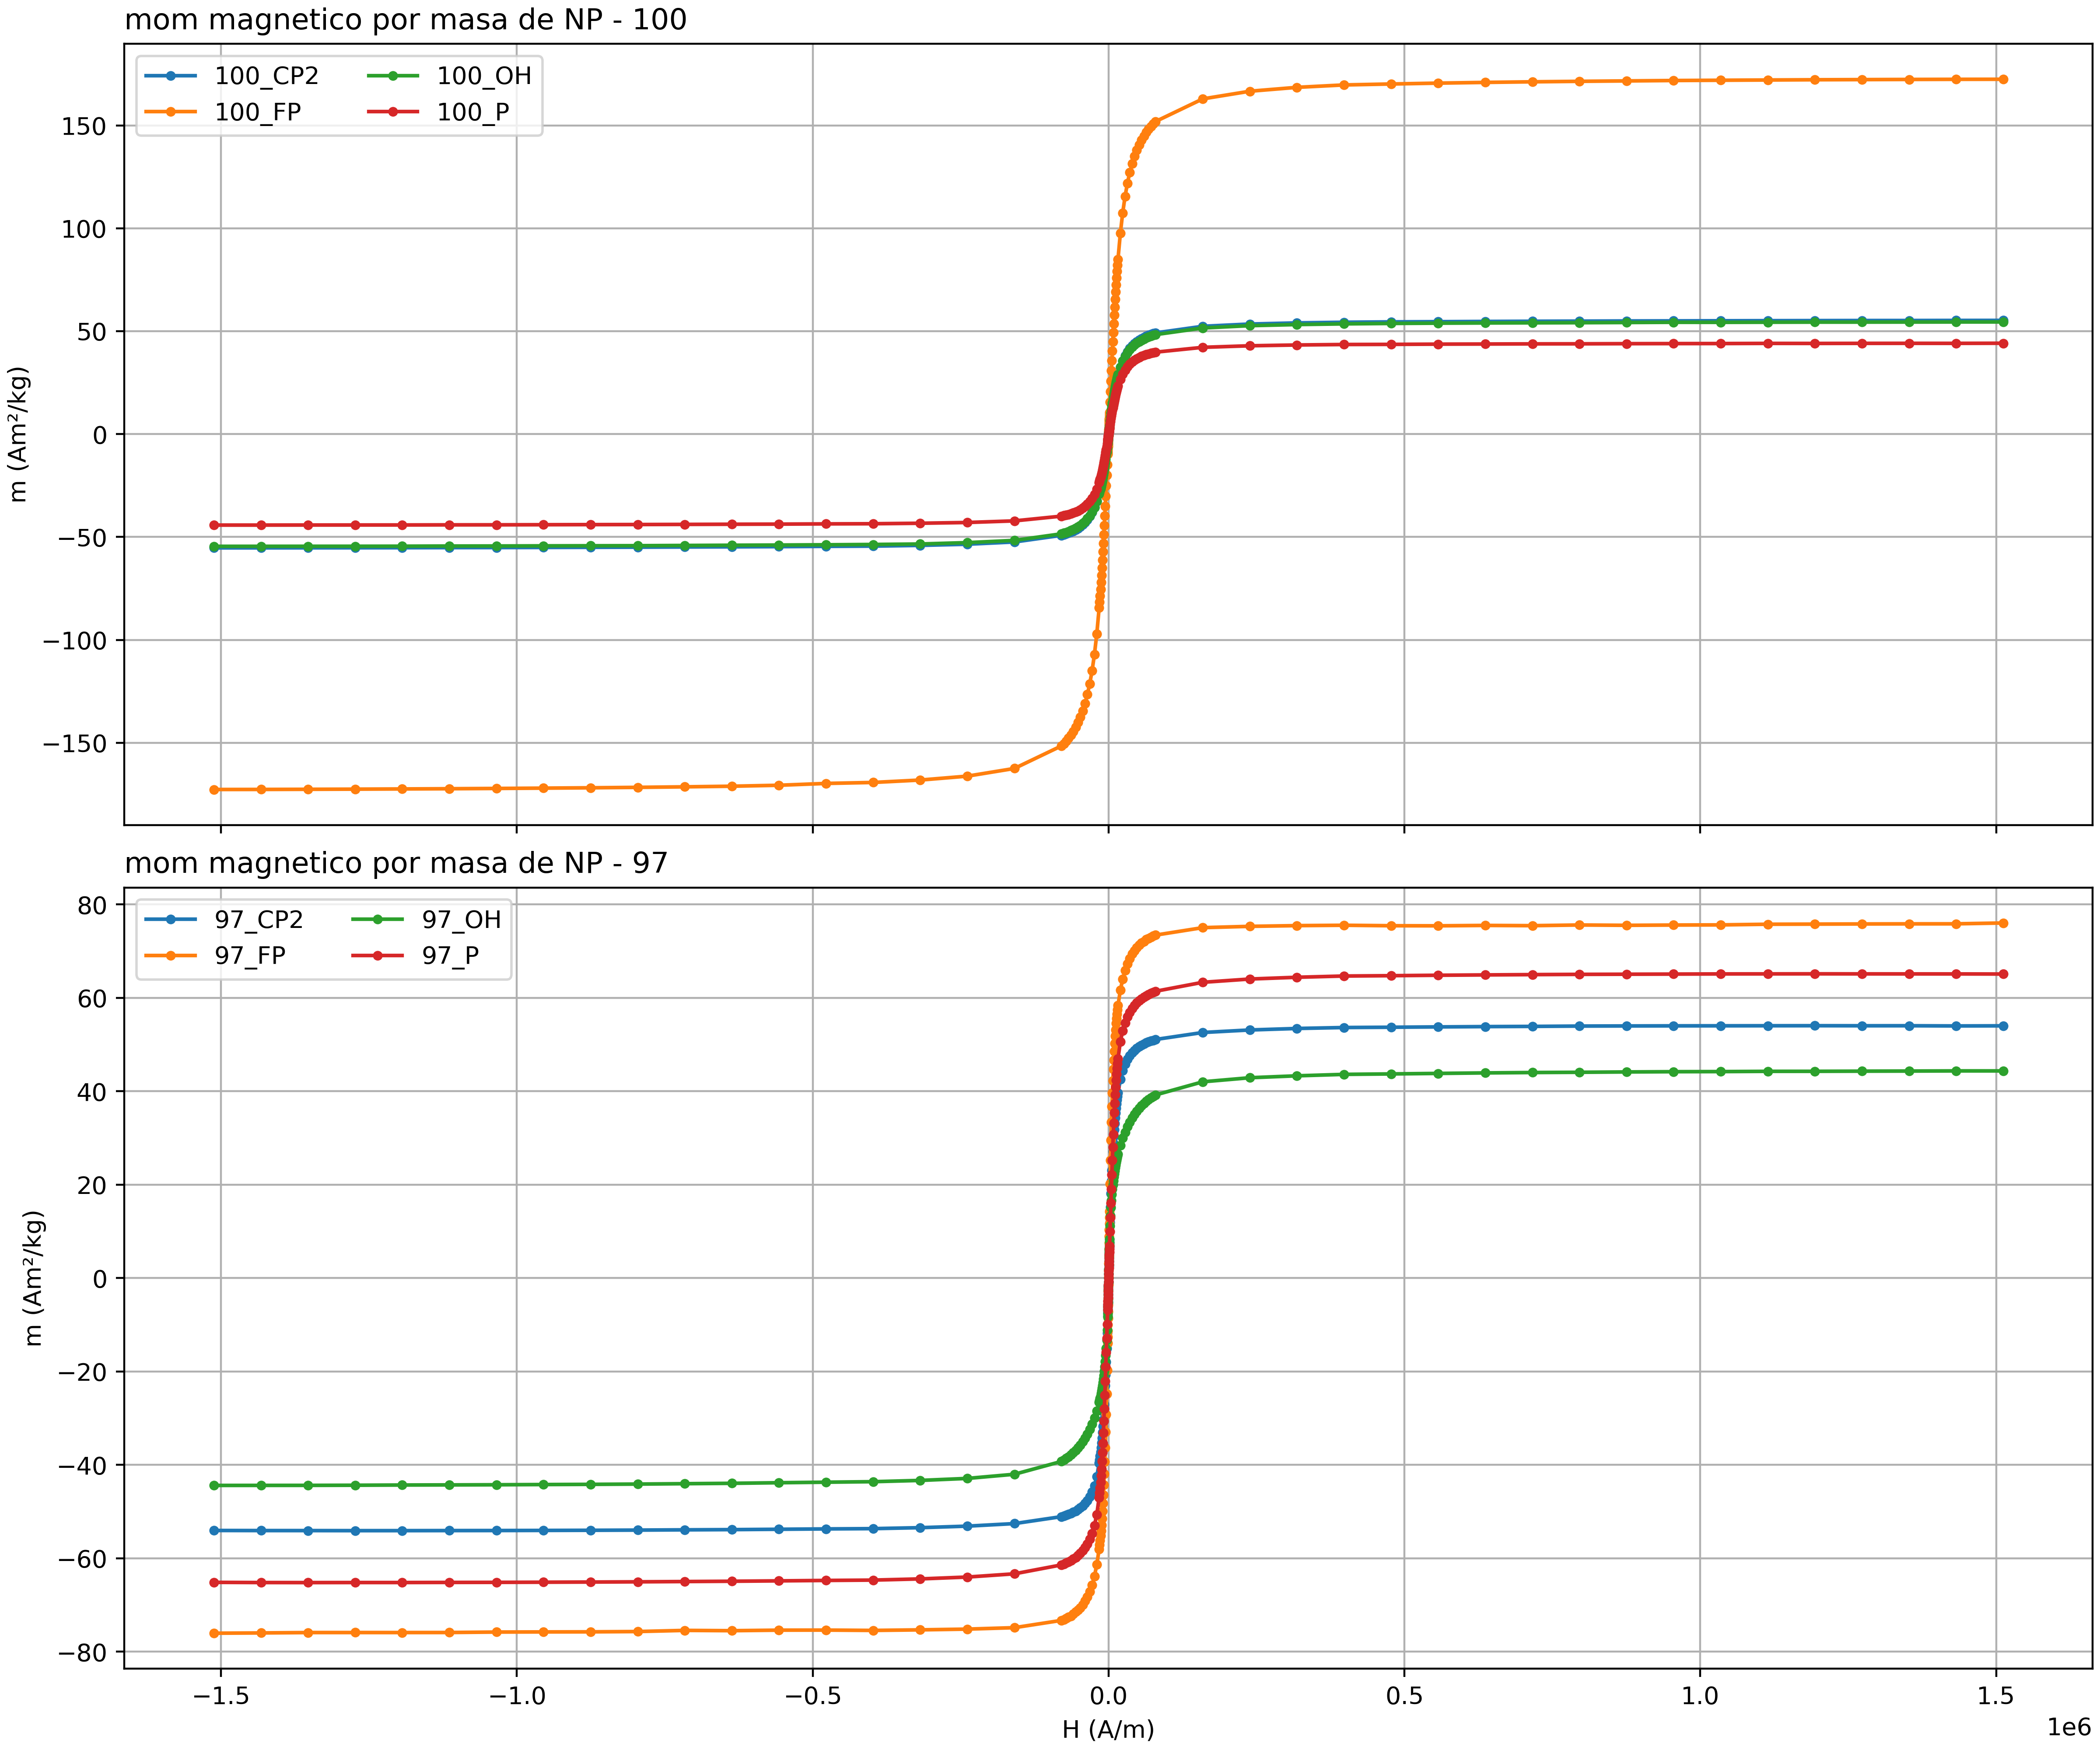 mom magnetico por masa de NP - 100
100_CP2
100_FP
100_OH
100_P
m (Am²/kg)
150
100
50
0
−50
−100
−150
mom magnetico por masa de NP - 97
97_CP2
97_FP
97_OH
97_P
m (Am²/kg)
80
60
40
20
0
−20
−40
−60
−80
−1.5
−1.0
−0.5
0.0
0.5
1.0
1.5
H (A/m)
1e6